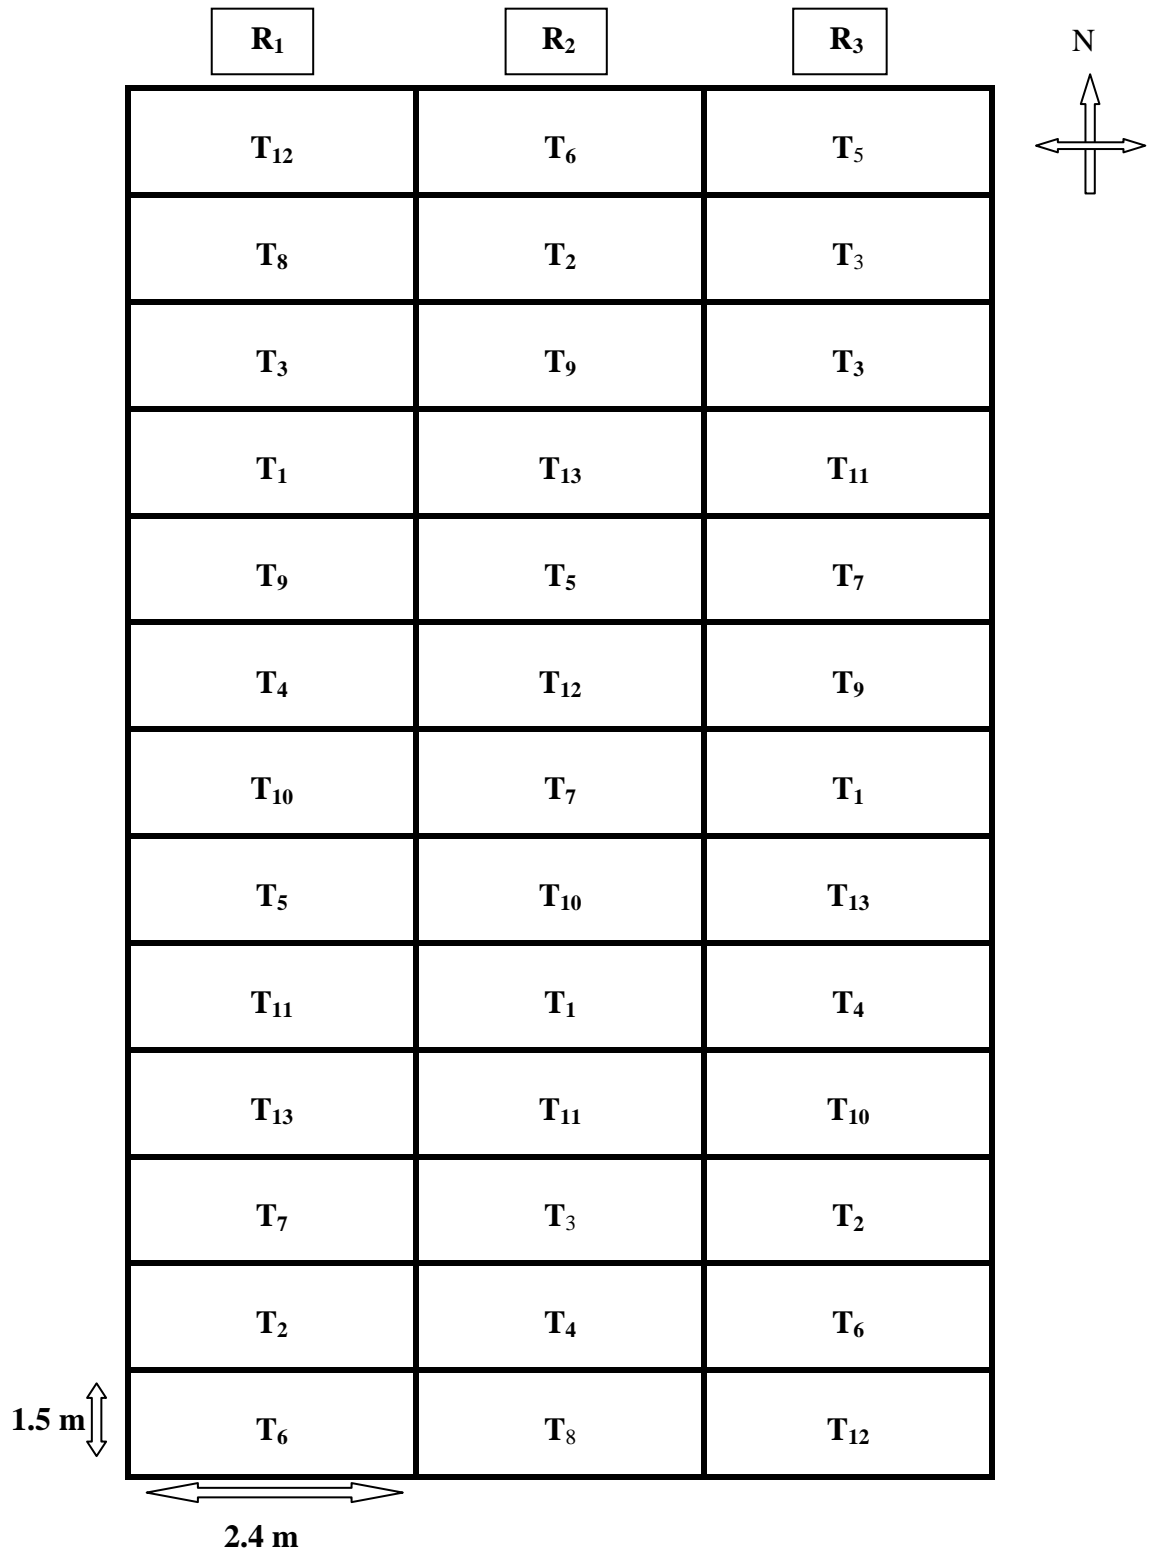 R₁ R₂ R₃ N
T₁₂ T₆ T₅
T₈ T₂ T₃
T₃ T₉ T₃
T₁ T₁₃ T₁₁
T₉ T₅ T₇
T₄ T₁₂ T₉
T₁₀ T₇ T₁
T₅ T₁₀ T₁₃
T₁₁ T₁ T₄
T₁₃ T₁₁ T₁₀
T₇ T₃ T₂
T₂ T₄ T₆
1.5 m T₆ T₈ T₁₂
2.4 m